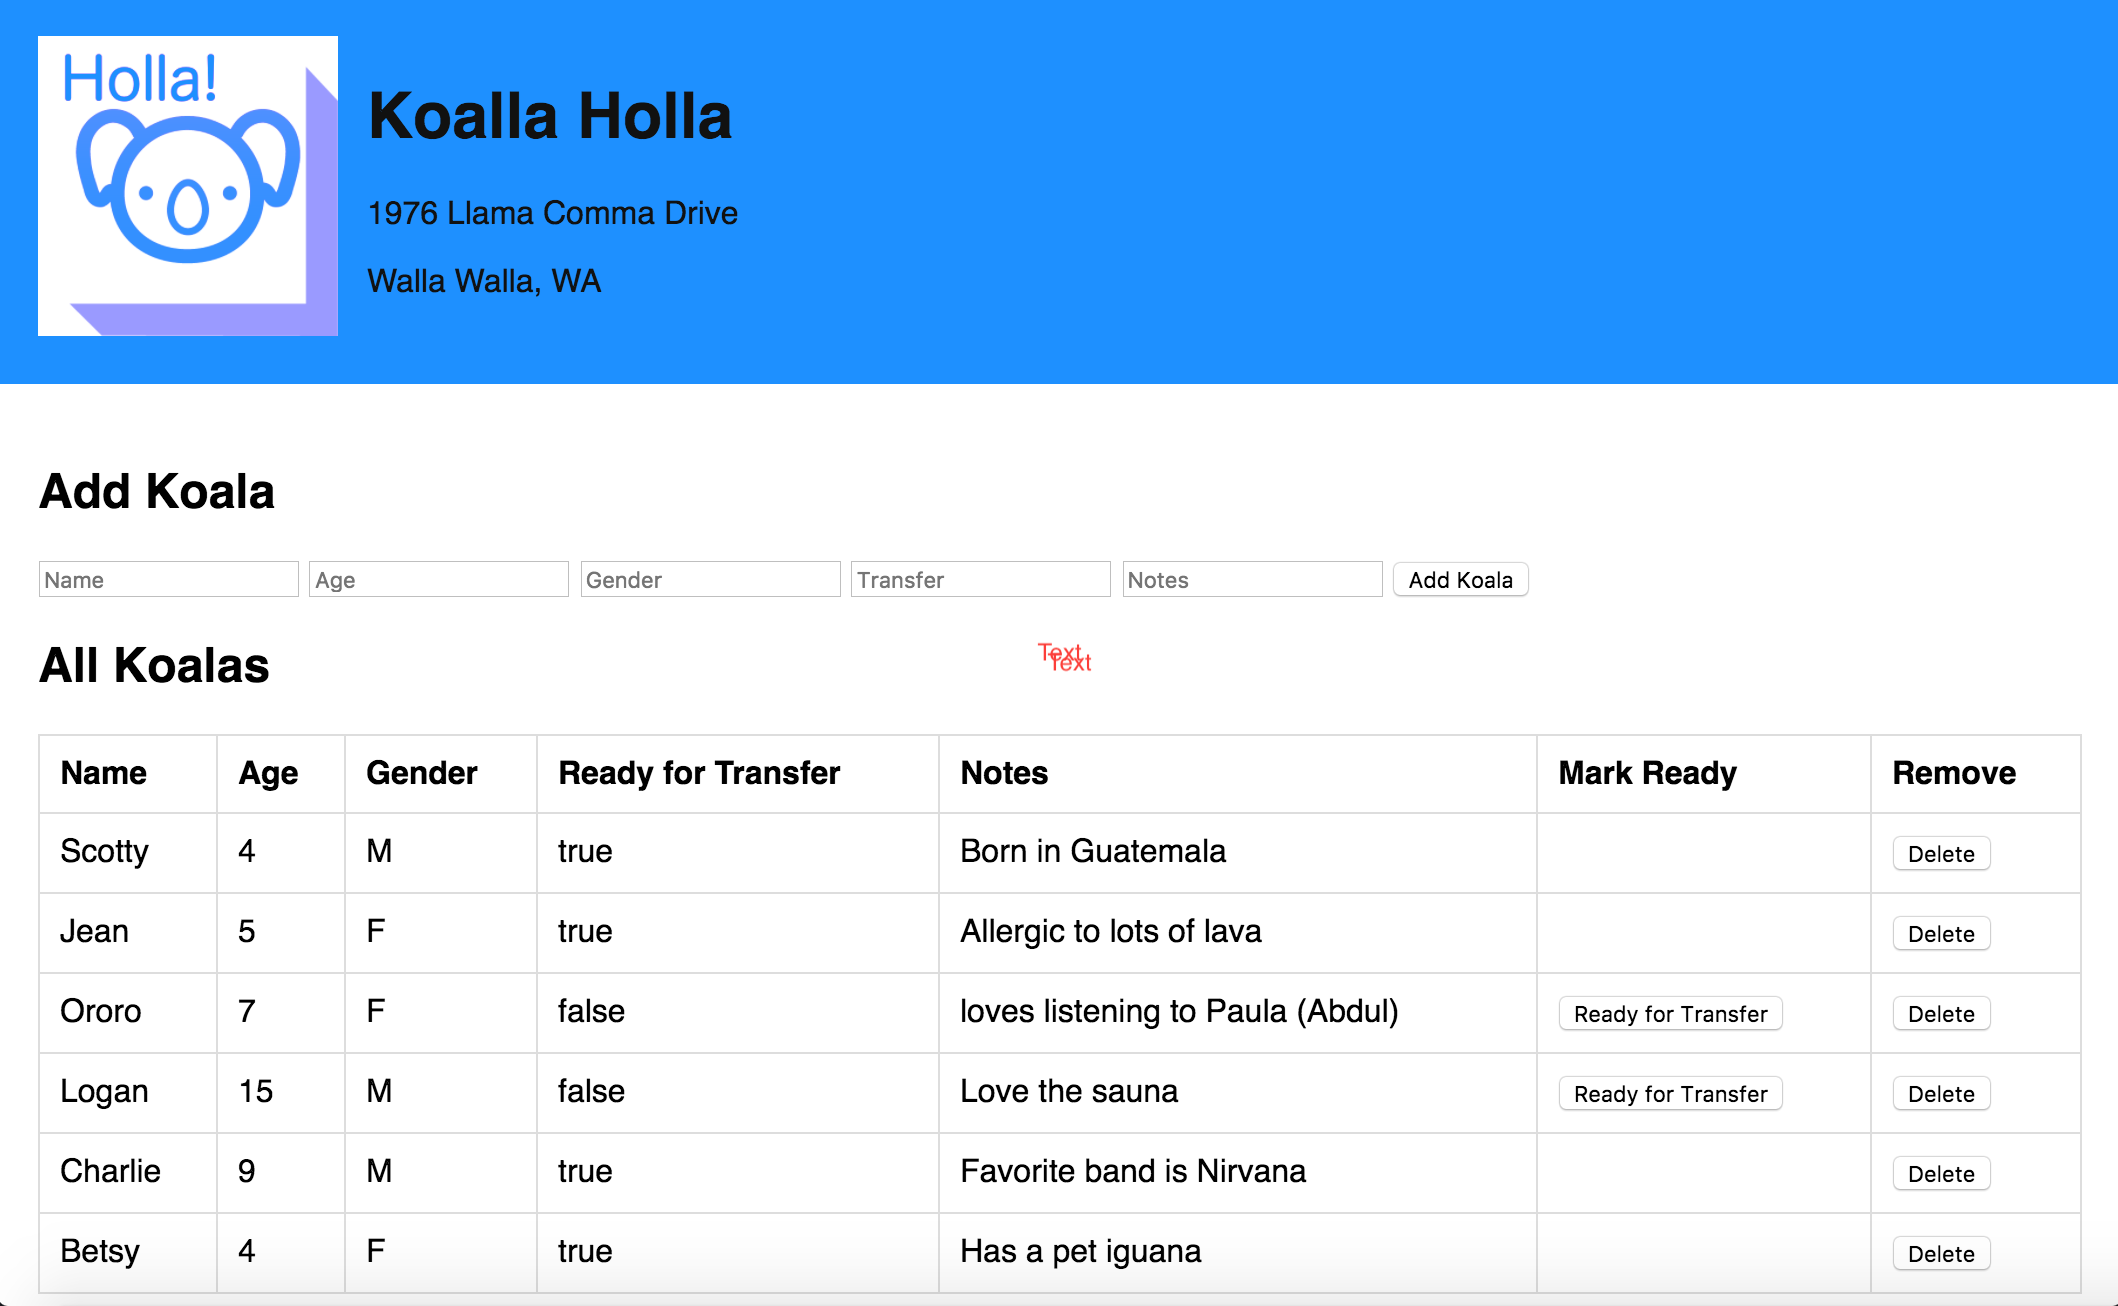 Holla!
Koalla Holla
1976 Llama Comma Drive
Walla Walla, WA
Add Koala
Name Age Gender Transfer Notes Add Koala
All Koalas
Text
Text
Name Age Gender Ready for Transfer Notes Mark Ready Remove
Scotty 4 M true Born in Guatemala Delete
Jean 5 F true Allergic to lots of lava Delete
Ororo 7 F false loves listening to Paula (Abdul) Ready for Transfer Delete
Logan 15 M false Love the sauna Ready for Transfer Delete
Charlie 9 M true Favorite band is Nirvana Delete
Betsy 4 F true Has a pet iguana Delete